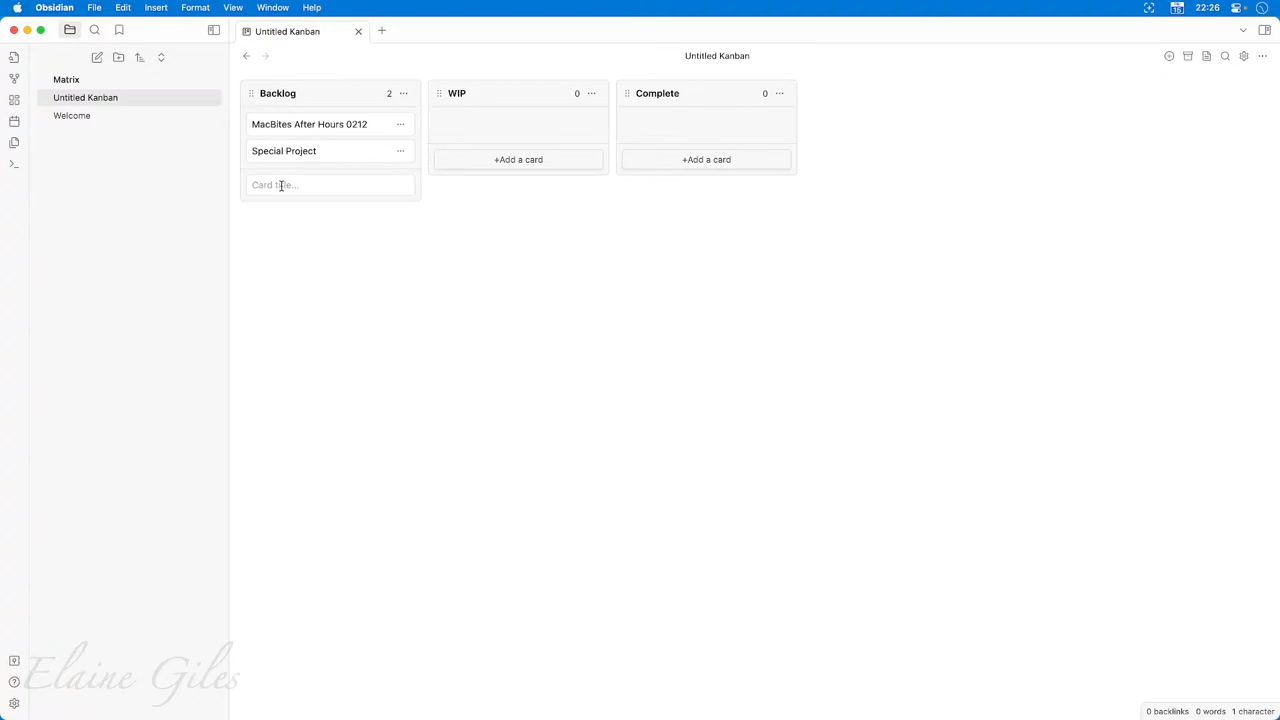 Obsidian File Edit Insert Format View Window Help
15
22:26
Untitled Kanban
Untitled Kanban
Matrix
Untitled Kanban
Welcome
Backlog 2
MacBites After Hours 0212
Special Project
Card title...
WIP 0
+Add a card
Complete 0
+Add a card
Elaine Giles
0 backlinks 0 words 1 character